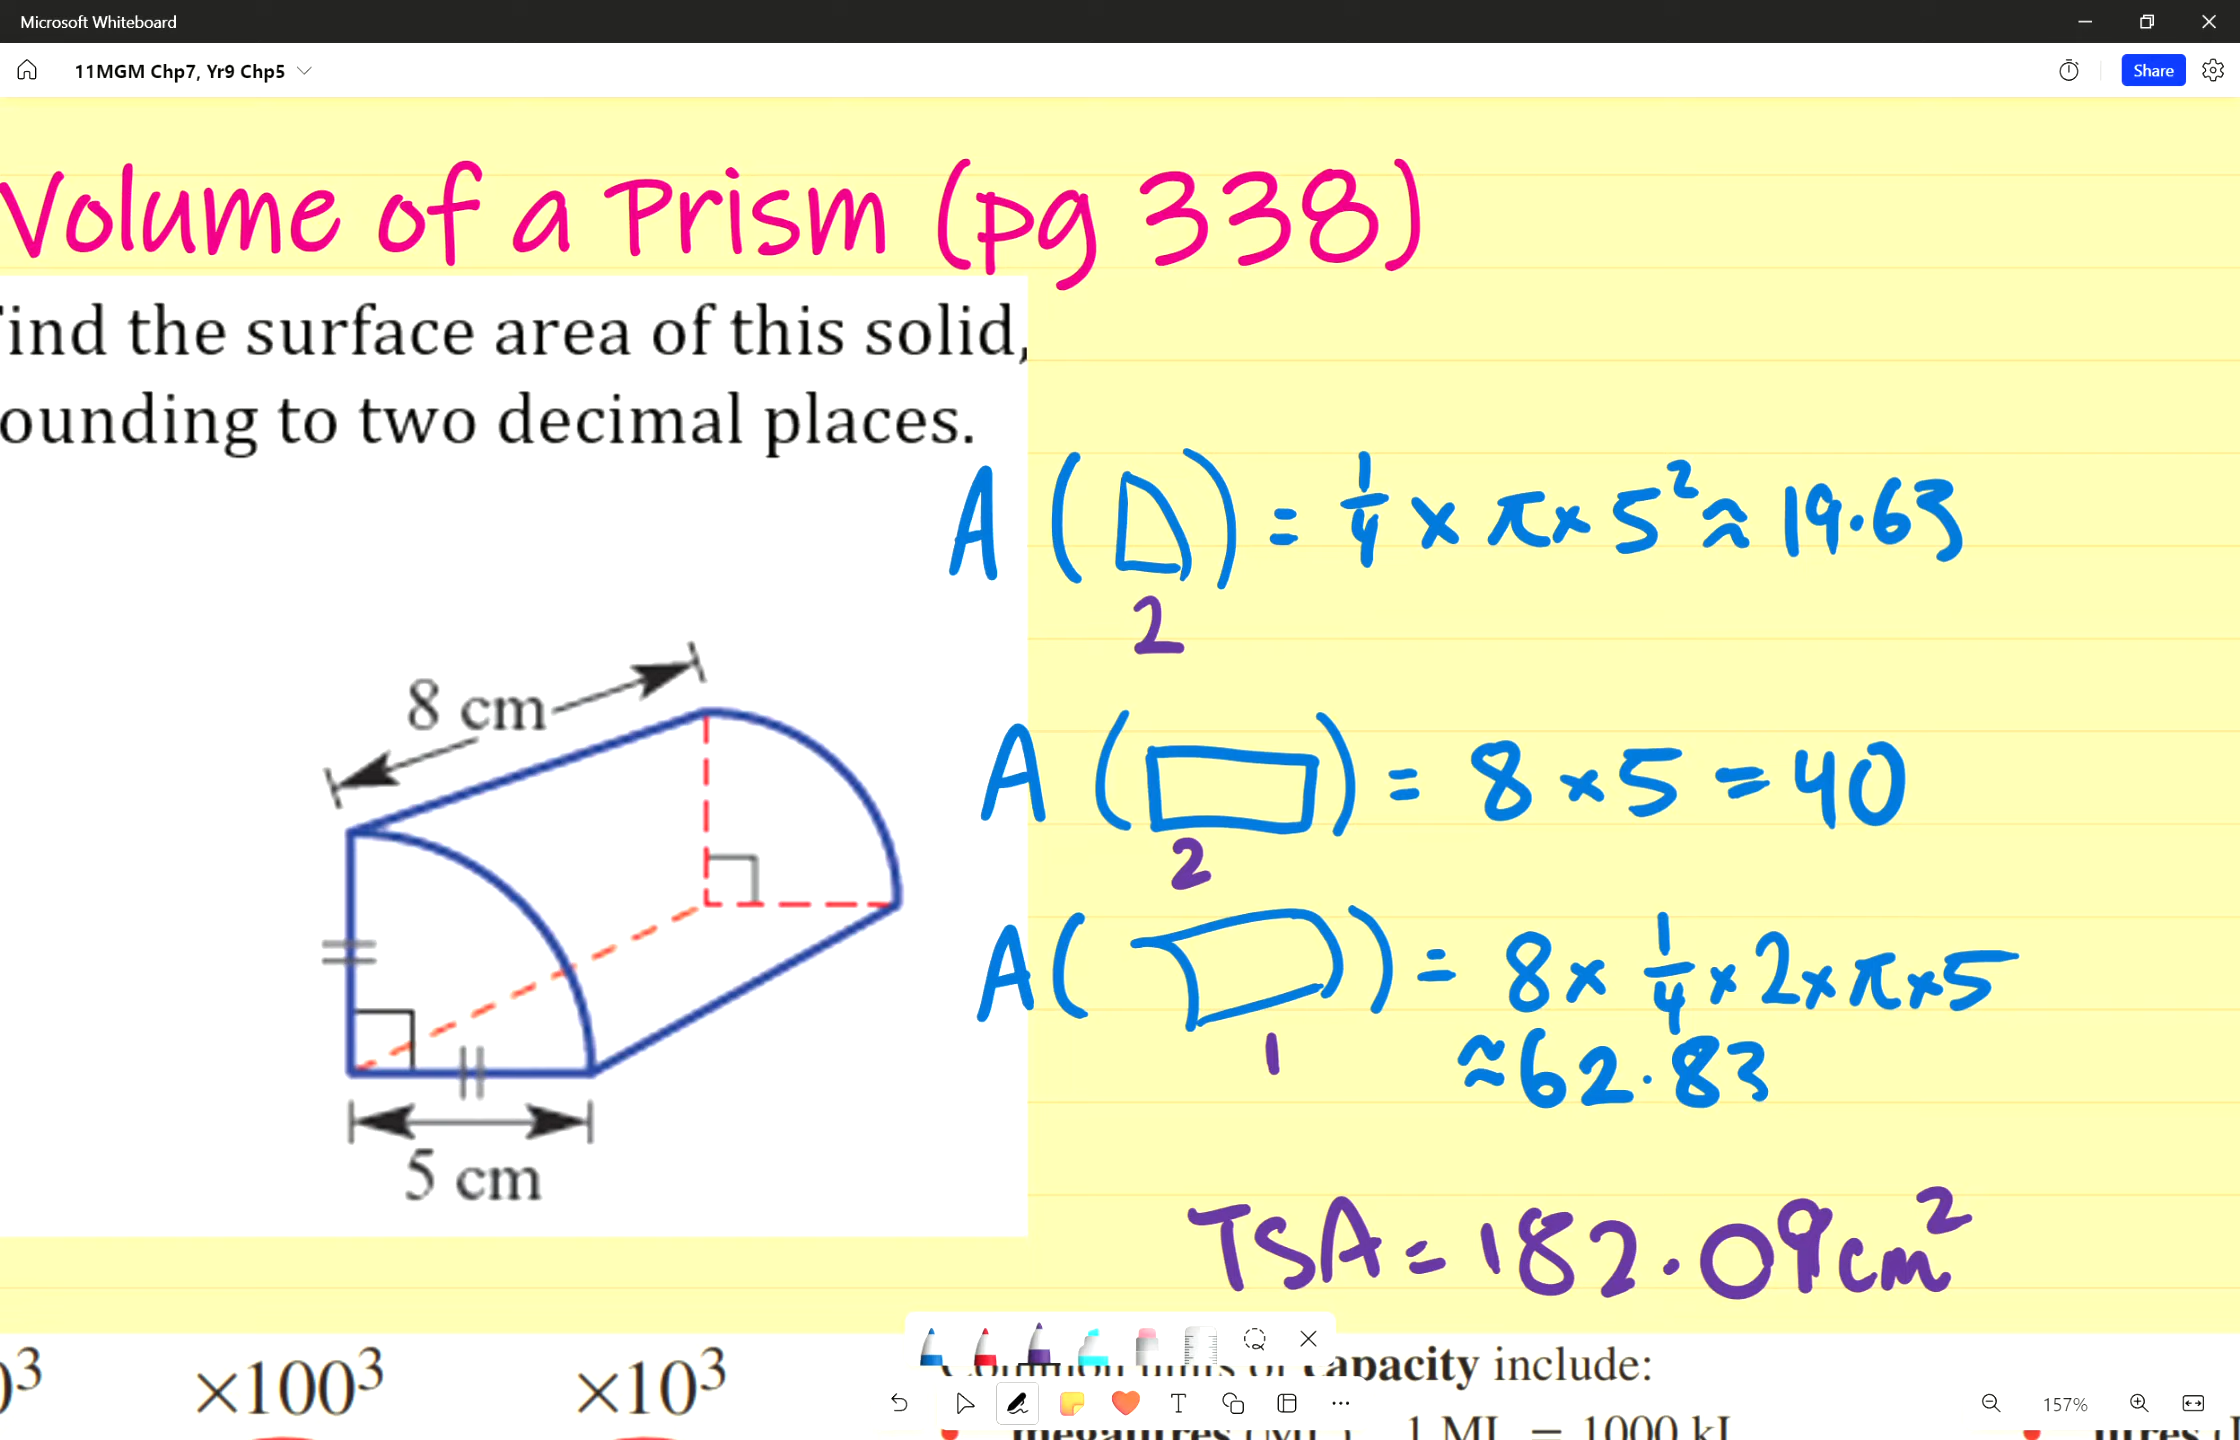 Microsoft Whiteboard
11MGM Chp7, Yr9 Chp5
Share
Volume of a Prism (pg 338)
ind the surface area of this solid,
ounding to two decimal places.
8 cm
5 cm
A ( ) = 1/4 × π × 5² ≈ 19.63
2
A ( ) = 8 × 5 = 40
2
A ( ) = 8 × 1/4 × 2 × π × 5
1
≈ 62.83
TSA = 182.09 cm²
)³ ×100³ ×10³
capacity include:
1 ML = 1000 kL
157%